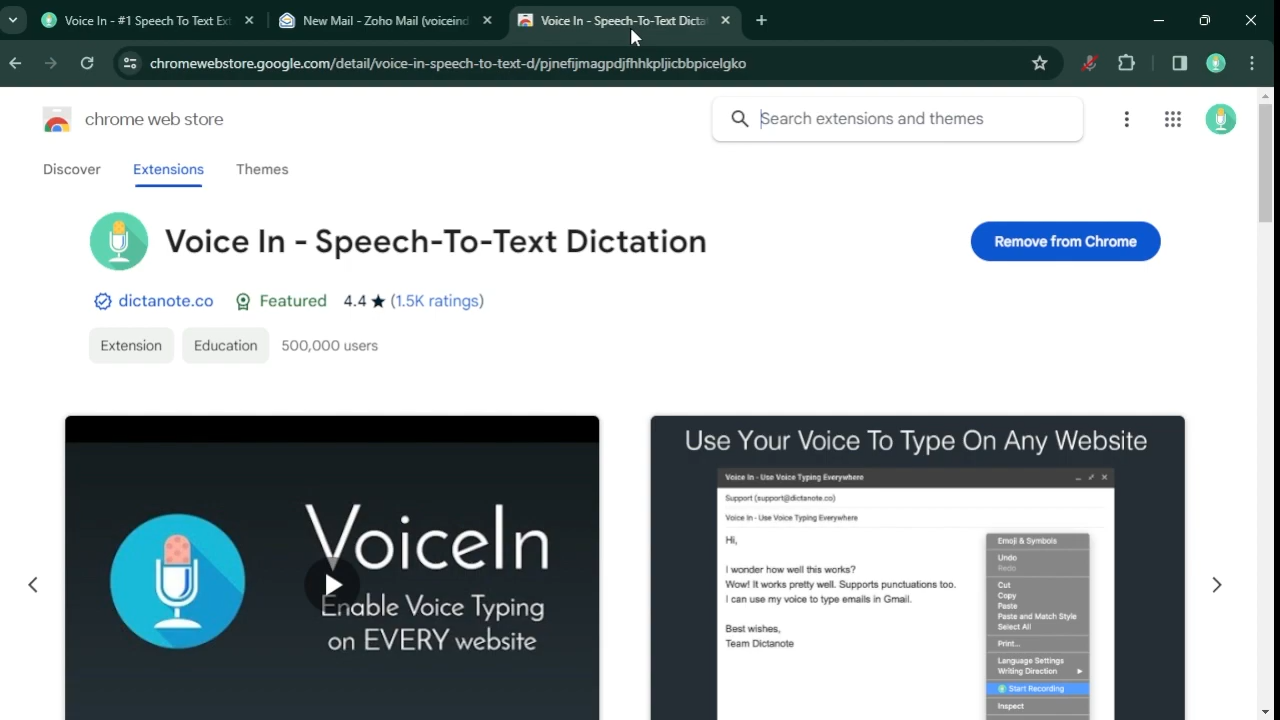 Voice In - #1 Speech To Text Ext
New Mail - Zoho Mail (voiceind
Voice In - Speech-To-Text Dicta
chromewebstore.google.com/detail/voice-in-speech-to-text-d/pjnefijmagpdjfhhkpljicbbpicelgko
chrome web store
Search extensions and themes
Discover
Extensions
Themes
Voice In - Speech-To-Text Dictation
Remove from Chrome
dictanote.co
Featured
4.4 ★ (1.5K ratings)
Extension
Education
500,000 users
VoiceIn
Enable Voice Typing
on EVERY website
Use Your Voice To Type On Any Website
Voice In - Use Voice Typing Everywhere
Support (support@dictanote.co)
Voice In - Use Voice Typing Everywhere
Hi,
I wonder how well this works?
Wow! It works pretty well. Supports punctuations too.
I can use my voice to type emails in Gmail.
Best wishes,
Team Dictanote
Emoji & Symbols
Undo
Redo
Cut
Copy
Paste
Paste and Match Style
Select All
Print...
Language Settings
Writing Direction
Start Recording
Inspect